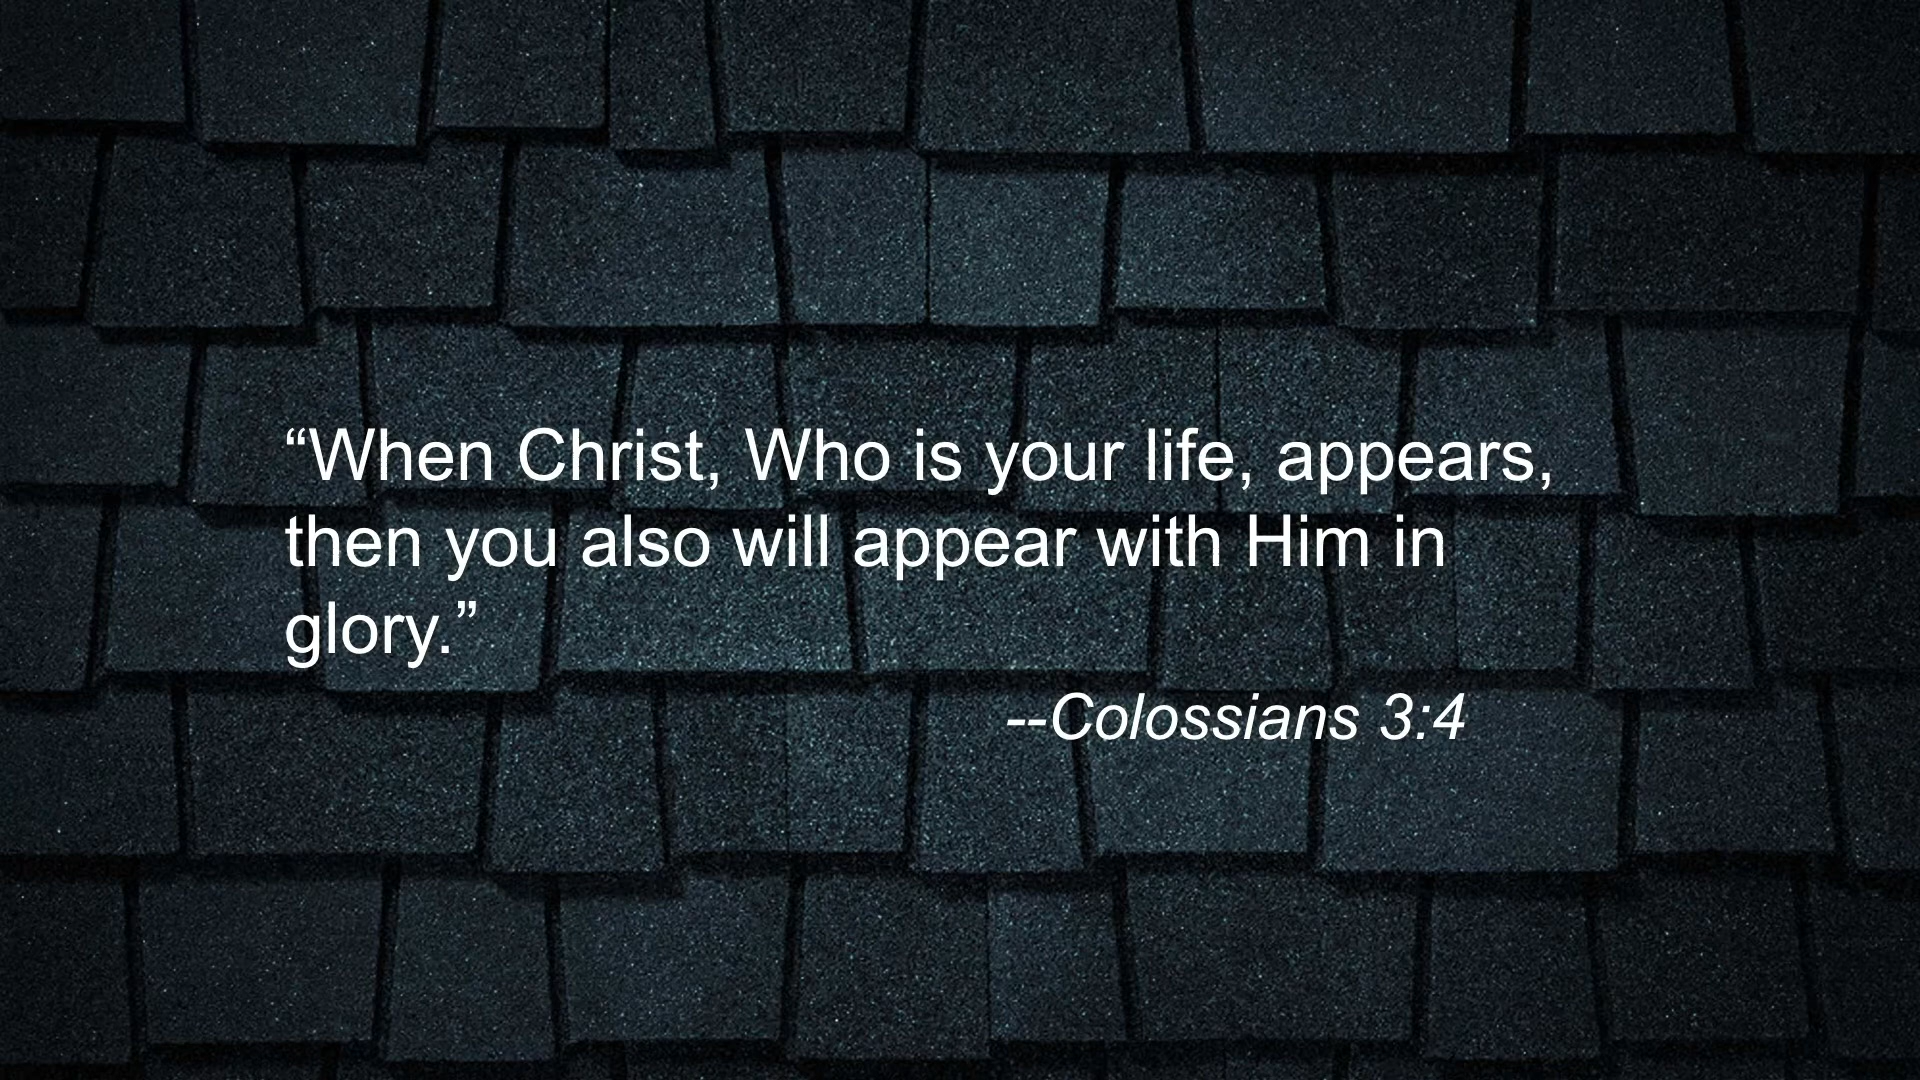 “When Christ, Who is your life, appears,
then you also will appear with Him in
glory.”
--Colossians 3:4